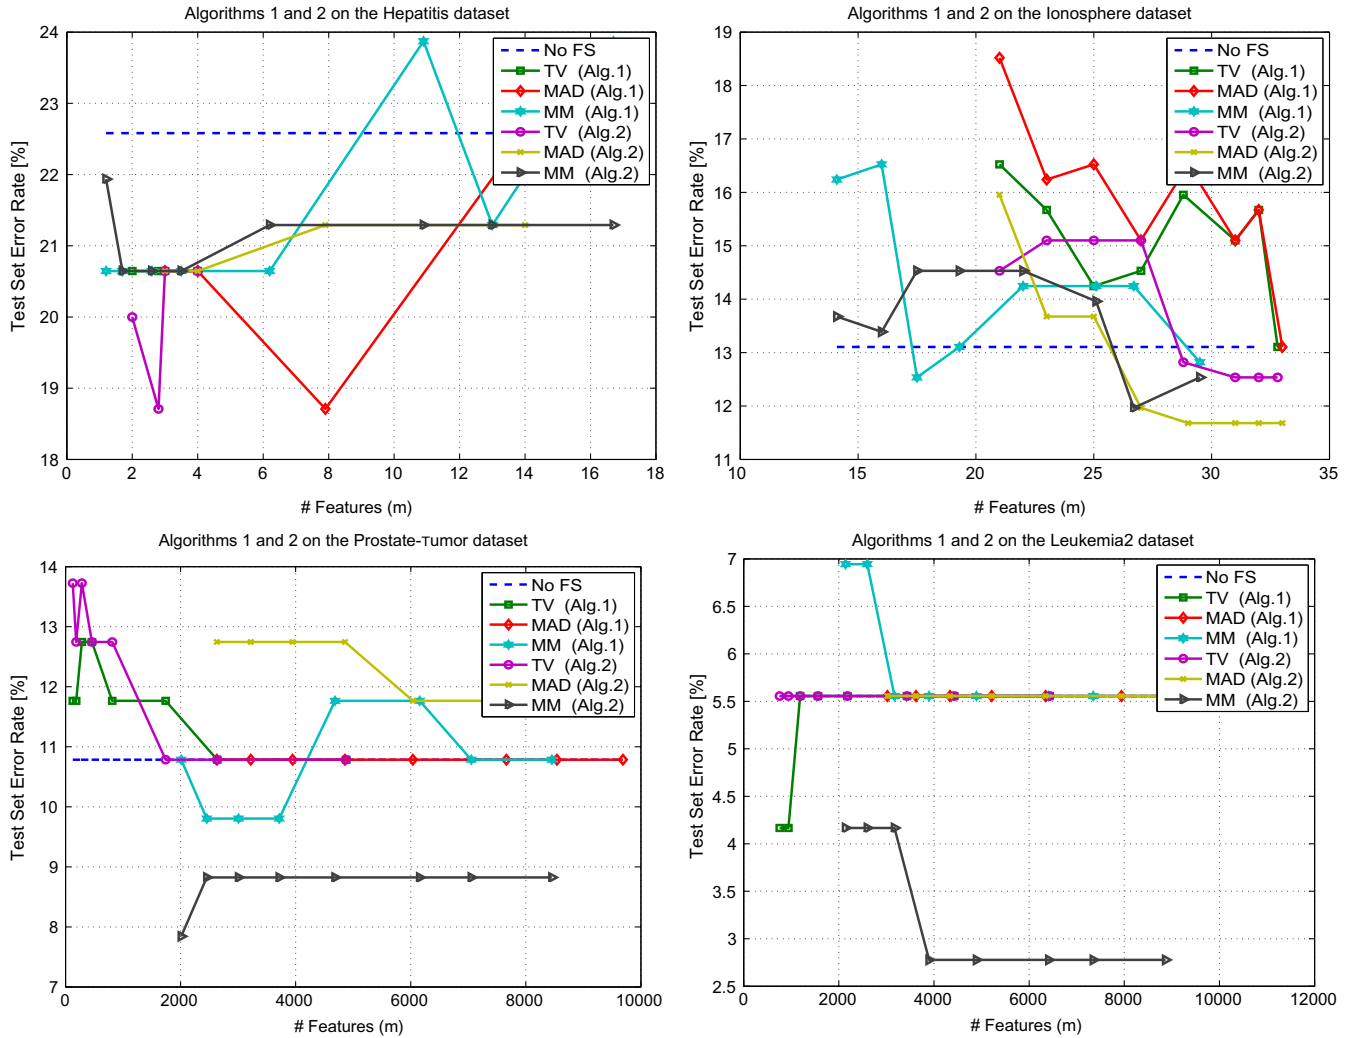 Algorithms 1 and 2 on the Hepatitis dataset
24
23
22
21
20
19
18
Test Set Error Rate [%]
0 2 4 6 8 10 12 14 16 18
# Features (m)
No FS
TV (Alg.1)
MAD (Alg.1)
MM (Alg.1)
TV (Alg.2)
MAD (Alg.2)
MM (Alg.2)
Algorithms 1 and 2 on the Ionosphere dataset
19
18
17
16
15
14
13
12
11
Test Set Error Rate [%]
10 15 20 25 30 35
# Features (m)
No FS
TV (Alg.1)
MAD (Alg.1)
MM (Alg.1)
TV (Alg.2)
MAD (Alg.2)
MM (Alg.2)
Algorithms 1 and 2 on the Prostate-Tumor dataset
14
13
12
11
10
9
8
7
Test Set Error Rate [%]
0 2000 4000 6000 8000 10000
# Features (m)
No FS
TV (Alg.1)
MAD (Alg.1)
MM (Alg.1)
TV (Alg.2)
MAD (Alg.2)
MM (Alg.2)
Algorithms 1 and 2 on the Leukemia2 dataset
7
6.5
6
5.5
5
4.5
4
3.5
3
2.5
Test Set Error Rate [%]
0 2000 4000 6000 8000 10000 12000
# Features (m)
No FS
TV (Alg.1)
MAD (Alg.1)
MM (Alg.1)
TV (Alg.2)
MAD (Alg.2)
MM (Alg.2)